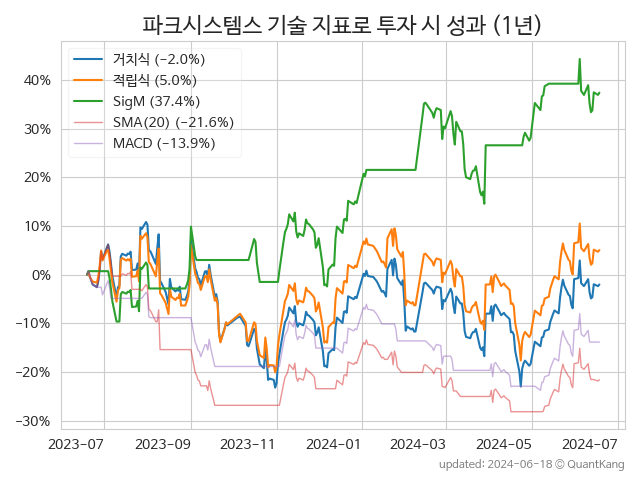 파크시스템스 기술 지표로 투자 시 성과 (1년)
거치식 (−2.0%)
적립식 (5.0%)
SigM (37.4%)
SMA(20) (−21.6%)
MACD (−13.9%)
40%
30%
20%
10%
0%
−10%
−20%
−30%
2023-07 2023-09 2023-11 2024-01 2024-03 2024-05 2024-07
updated: 2024-06-18 ⓒ QuantKang